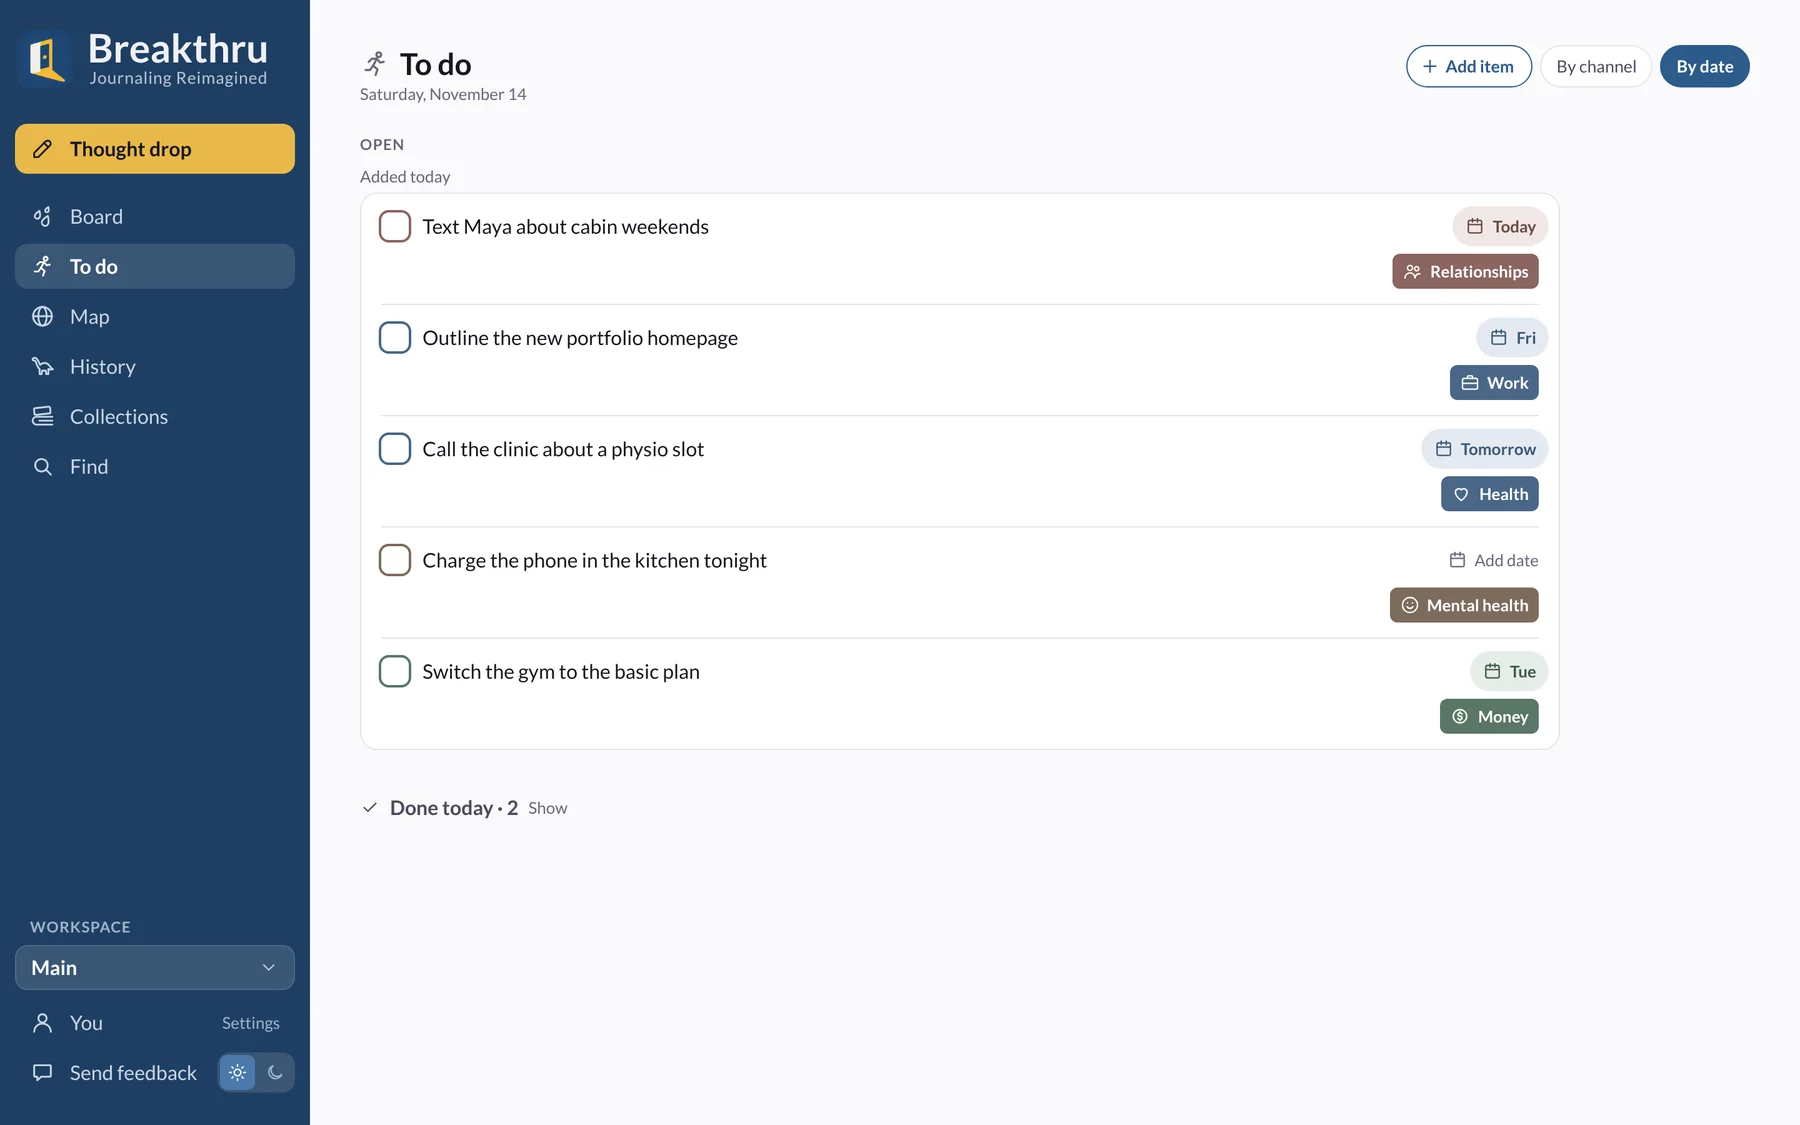 Breakthru
Journaling Reimagined
Thought drop
Board
To do
Map
History
Collections
Find
WORKSPACE
Main
You
Settings
Send feedback
To do
Saturday, November 14
Add item
By channel
By date
OPEN
Added today
Text Maya about cabin weekends
Today
Relationships
Outline the new portfolio homepage
Fri
Work
Call the clinic about a physio slot
Tomorrow
Health
Charge the phone in the kitchen tonight
Add date
Mental health
Switch the gym to the basic plan
Tue
Money
Done today · 2 Show